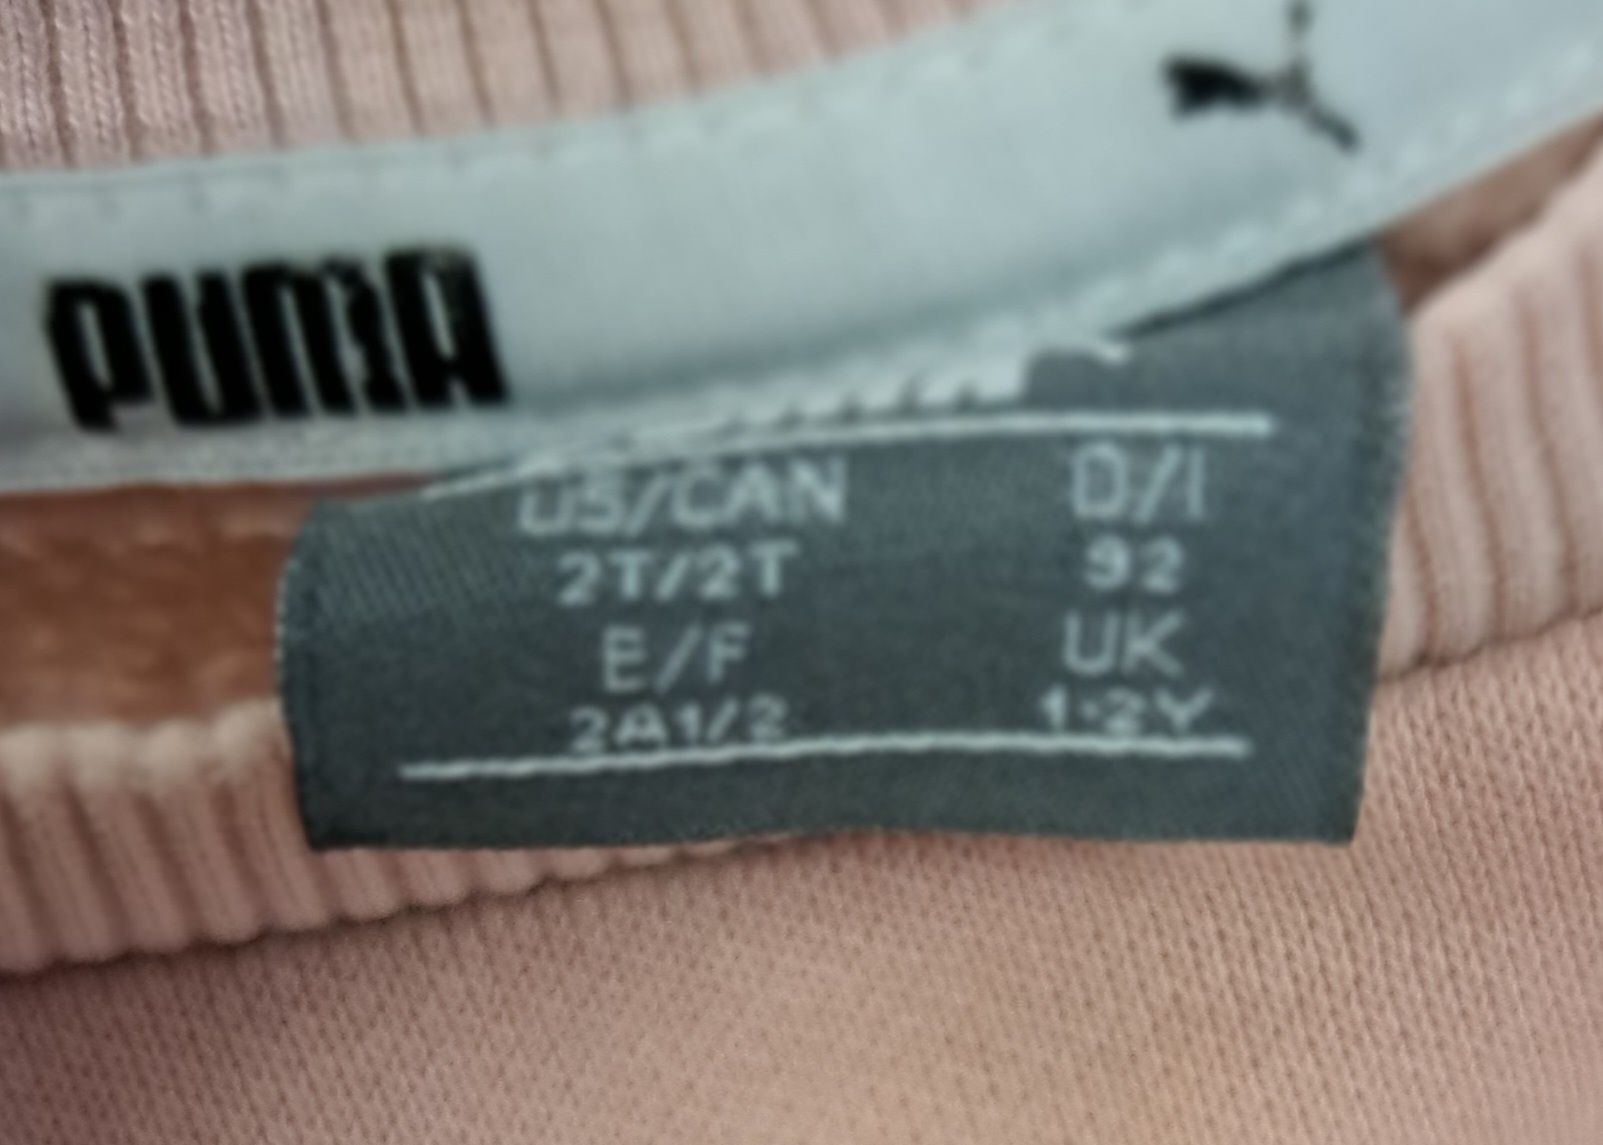 PUMA
US/CAN D/I
2T/2T 92
E/F UK
2A1/2 1-2Y